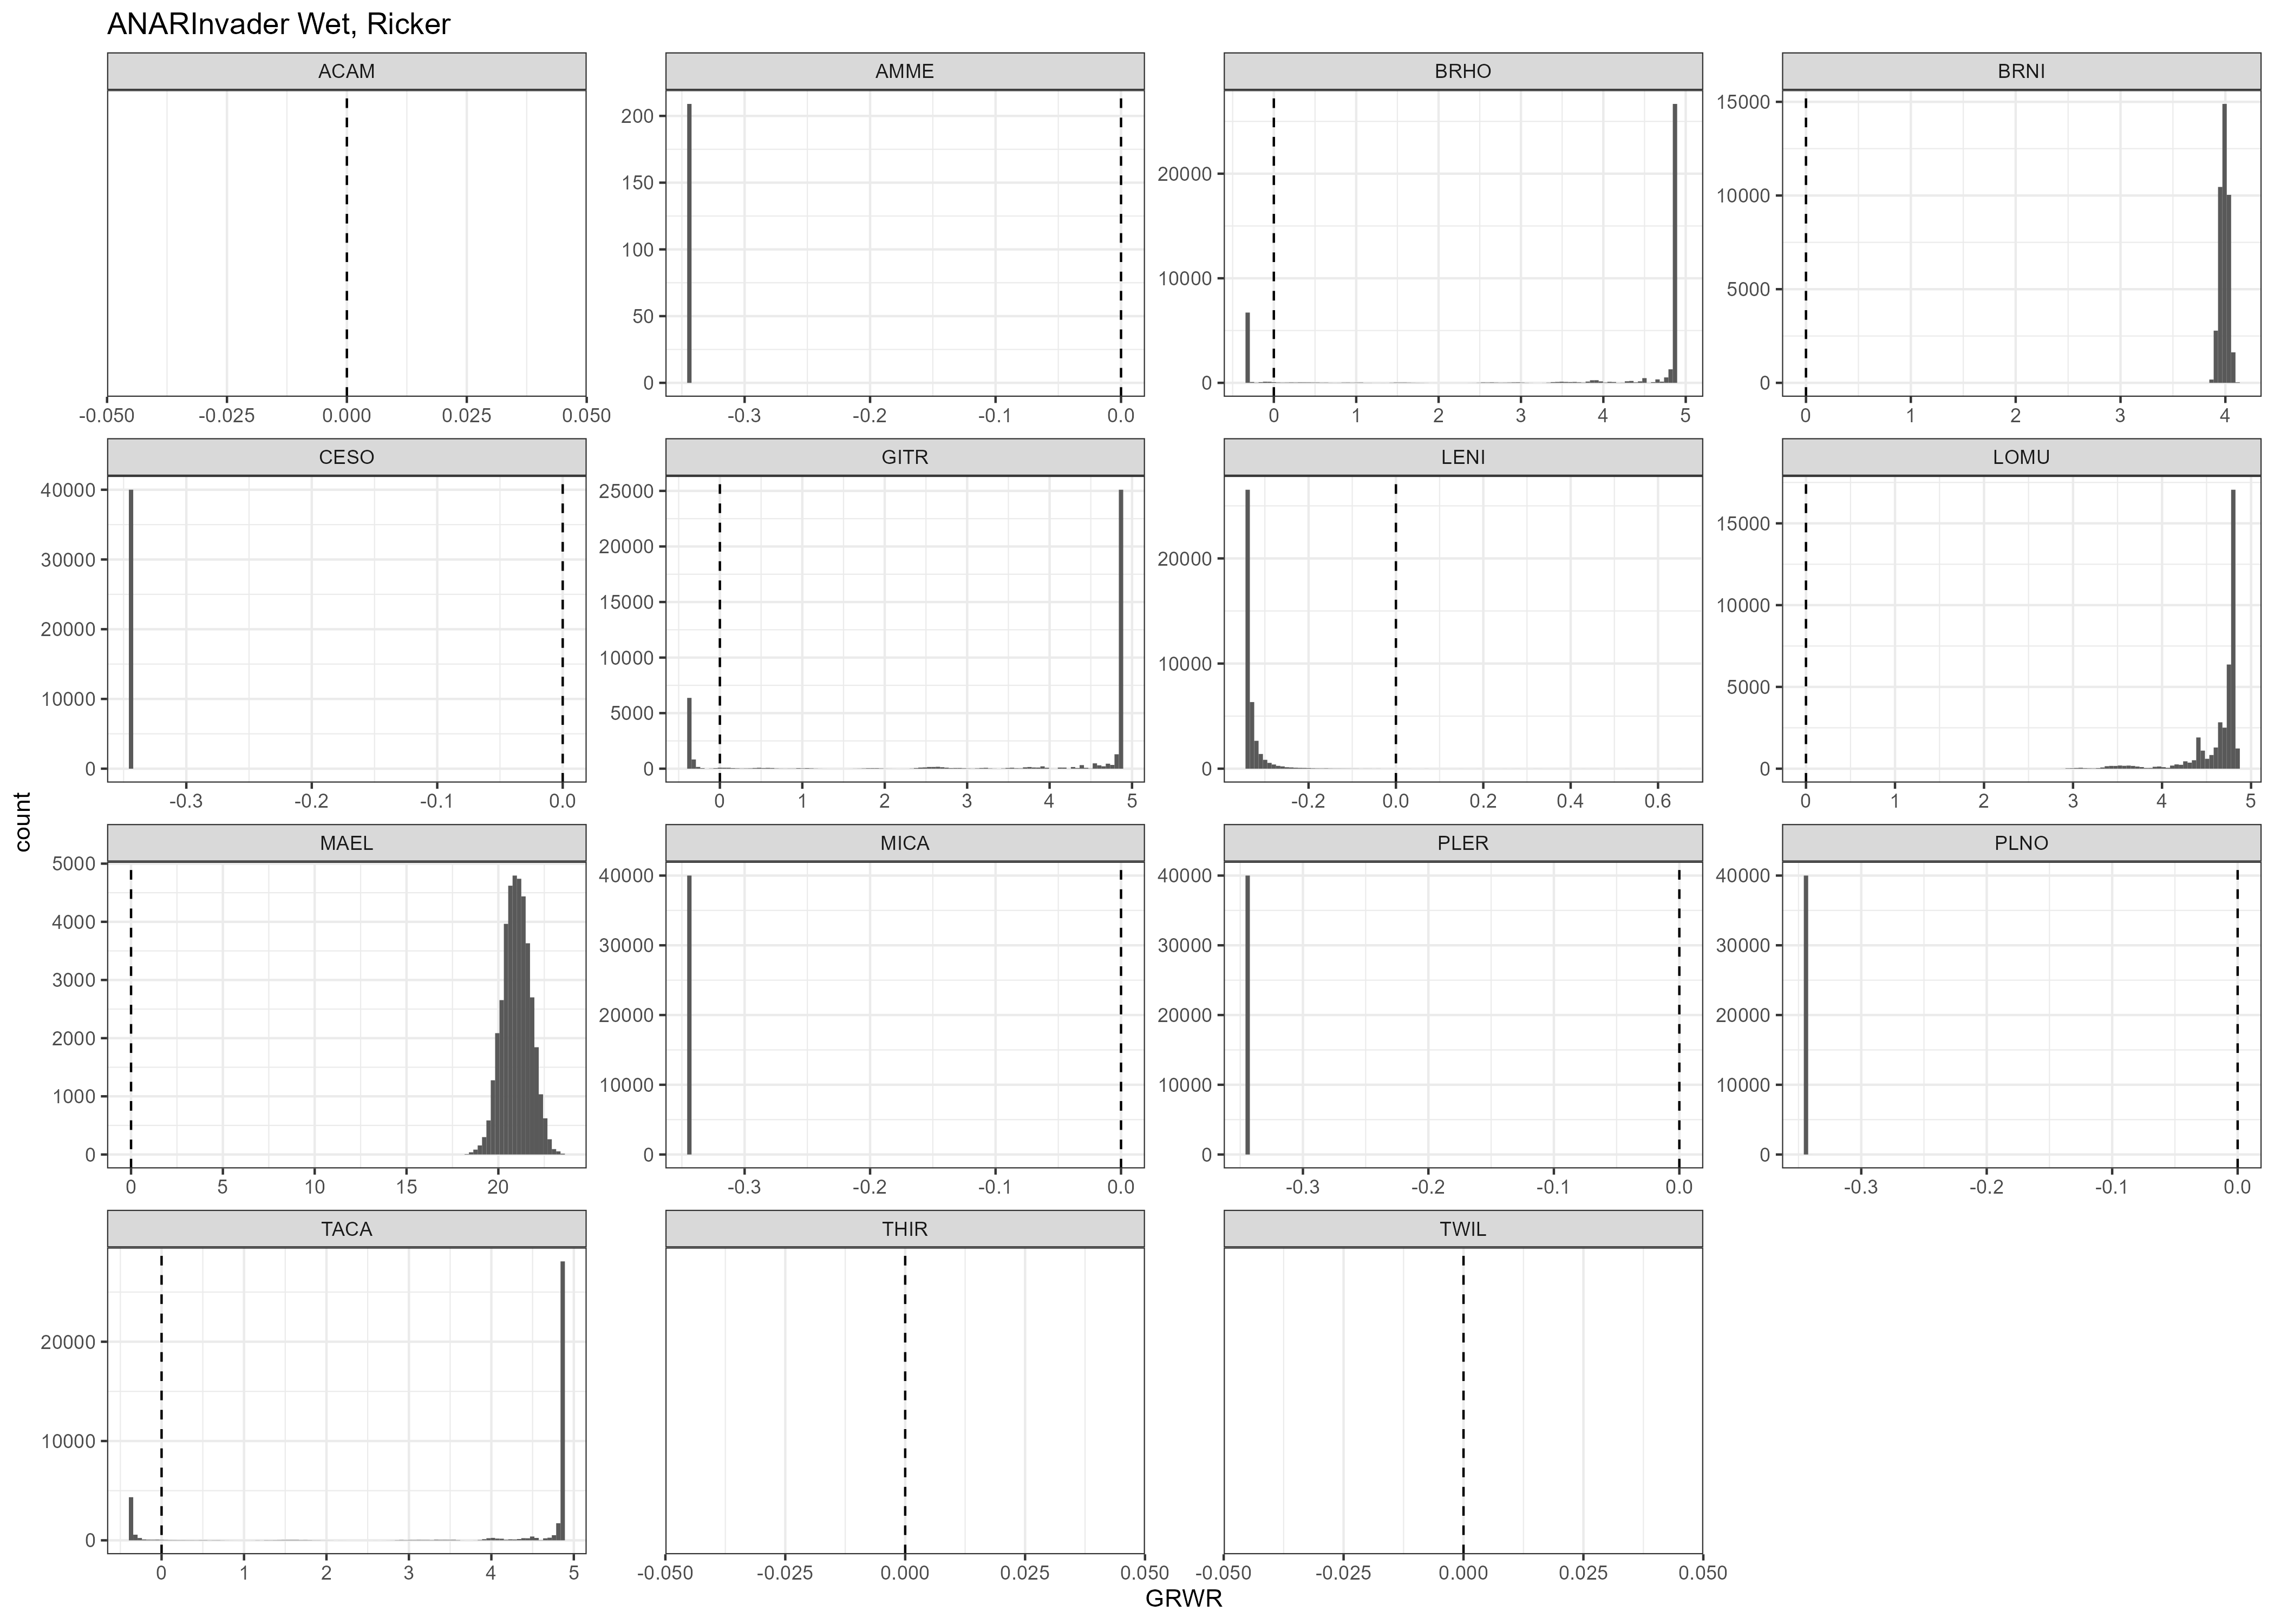 ANARInvader Wet, Ricker
ACAM AMME BRHO BRNI
200 150 100 50 0
20000 10000 0
15000 10000 5000 0
-0.050 -0.025 0.000 0.025 0.050
-0.3 -0.2 -0.1 0.0
0 1 2 3 4 5
0 1 2 3 4
CESO GITR LENI LOMU
40000 30000 20000 10000 0
25000 20000 15000 10000 5000 0
20000 10000 0
15000 10000 5000 0
-0.3 -0.2 -0.1 0.0
0 1 2 3 4 5
-0.2 0.0 0.2 0.4 0.6
0 1 2 3 4 5
count
MAEL MICA PLER PLNO
5000 4000 3000 2000 1000 0
40000 30000 20000 10000 0
40000 30000 20000 10000 0
40000 30000 20000 10000 0
0 5 10 15 20
-0.3 -0.2 -0.1 0.0
-0.3 -0.2 -0.1 0.0
-0.3 -0.2 -0.1 0.0
TACA THIR TWIL
20000 10000 0
0 1 2 3 4 5
-0.050 -0.025 0.000 0.025 0.050
-0.050 -0.025 0.000 0.025 0.050
GRWR